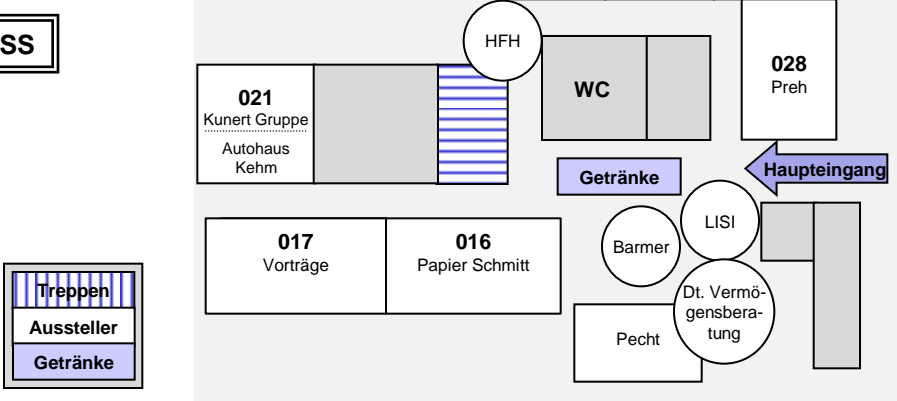 SS
HFH
WC
028
Preh
021
Kunert Gruppe
Autohaus
Kehm
Getränke
Haupteingang
017
Vorträge
016
Papier Schmitt
Barmer
LISI
Dt. Vermö-
gensbera-
tung
Pecht
Treppen
Aussteller
Getränke